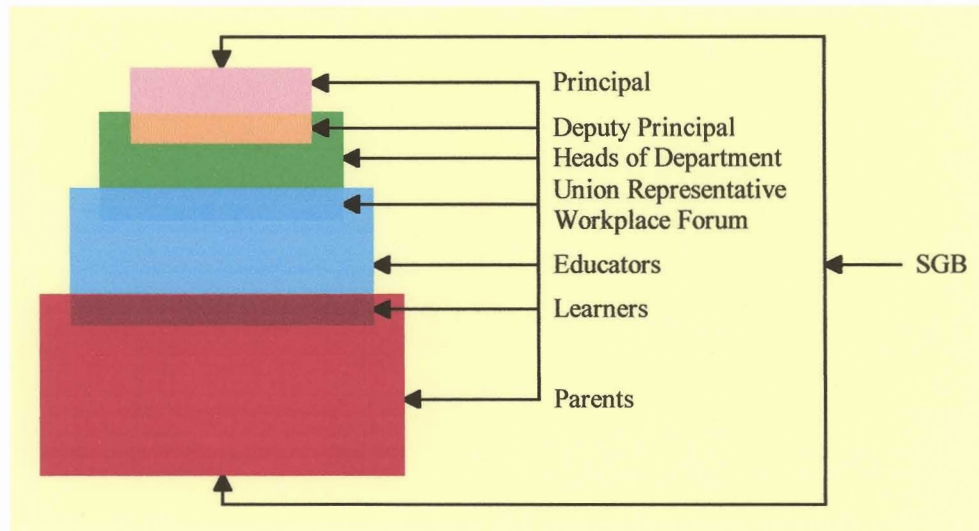 Principal
Deputy Principal
Heads of Department
Union Representative
Workplace Forum
Educators
SGB
Learners
Parents